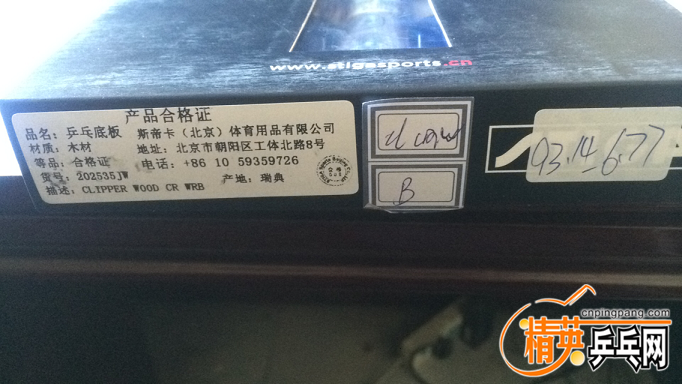 www.stigasports.cn
产品合格证
品名：乒乓底板 斯帝卡（北京）体育用品有限公司
材质：木材 地址：北京市朝阳区工体北路8号
等品：合格证 电话：+86 10 59359726
货号：202535JW 产地：瑞典
描述：CLIPPER WOOD CR WRB
B
93.14-6.77
cnpingpang.com
精英乒乓网